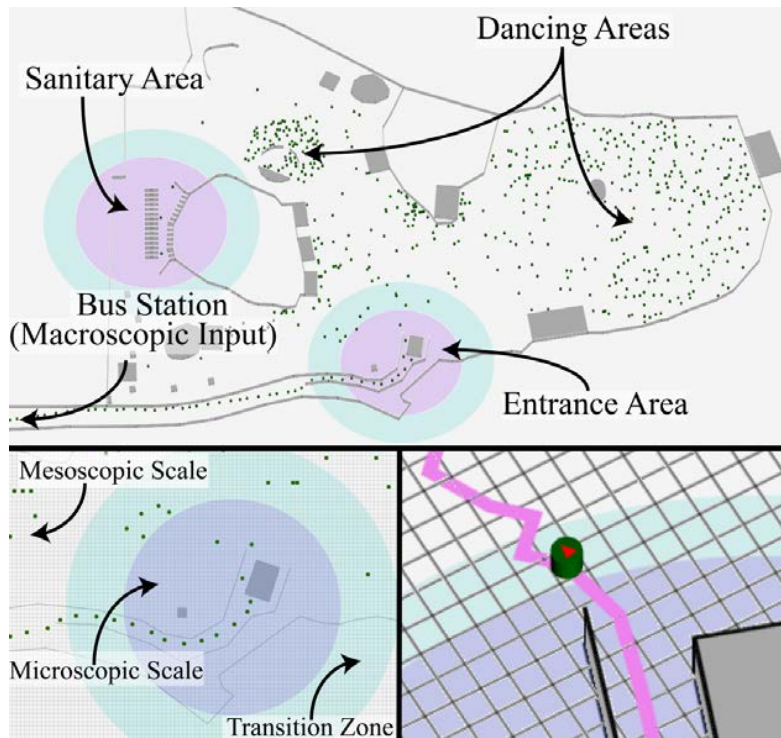 Dancing Areas
Sanitary Area
Bus Station
(Macroscopic Input)
Entrance Area
Mesoscopic Scale
Microscopic Scale
Transition Zone